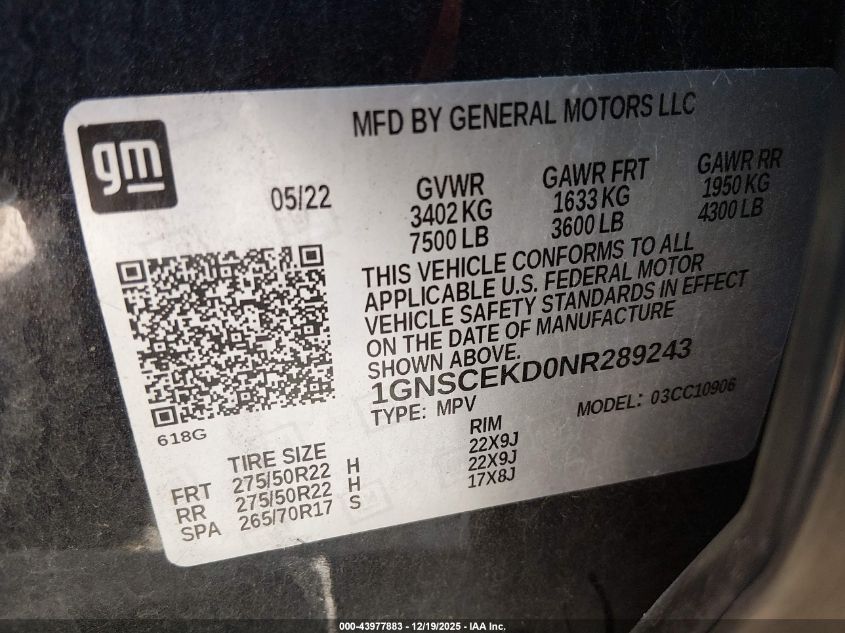 gm
MFD BY GENERAL MOTORS LLC
05/22
GVWR
3402 KG
7500 LB
GAWR FRT
1633 KG
3600 LB
GAWR RR
1950 KG
4300 LB
THIS VEHICLE CONFORMS TO ALL
APPLICABLE U.S. FEDERAL MOTOR
VEHICLE SAFETY STANDARDS IN EFFECT
ON THE DATE OF MANUFACTURE
SHOWN ABOVE.
1GNSCEKD0NR289243
TYPE: MPV
MODEL: 03CC10906
618G
TIRE SIZE RIM
FRT 275/50R22 H 22X9J
RR 275/50R22 H 22X9J
SPA 265/70R17 S 17X8J
000-43977883 - 12/19/2025 - IAA Inc.